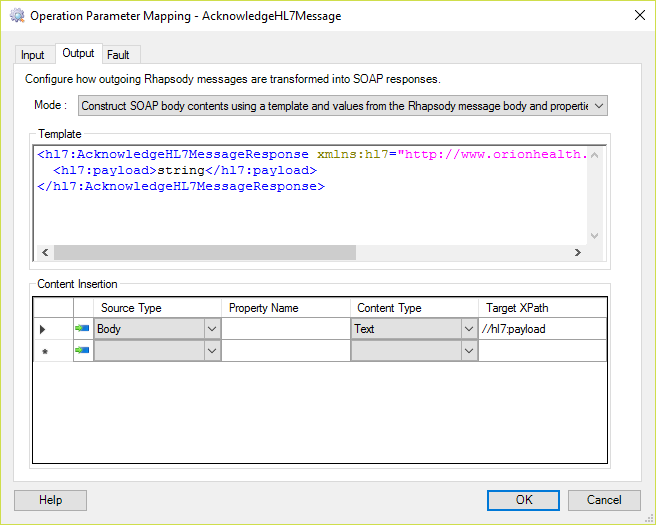 Operation Parameter Mapping - AcknowledgeHL7Message
Input Output Fault
Configure how outgoing Rhapsody messages are transformed into SOAP responses.
Mode : Construct SOAP body contents using a template and values from the Rhapsody message body and propertie
Template
<hl7:AcknowledgeHL7MessageResponse xmlns:hl7="http://www.orionhealth.
<hl7:payload>string</hl7:payload>
</hl7:AcknowledgeHL7MessageResponse>
Content Insertion
Source Type Property Name Content Type Target XPath
Body Text //hl7:payload
Help OK Cancel